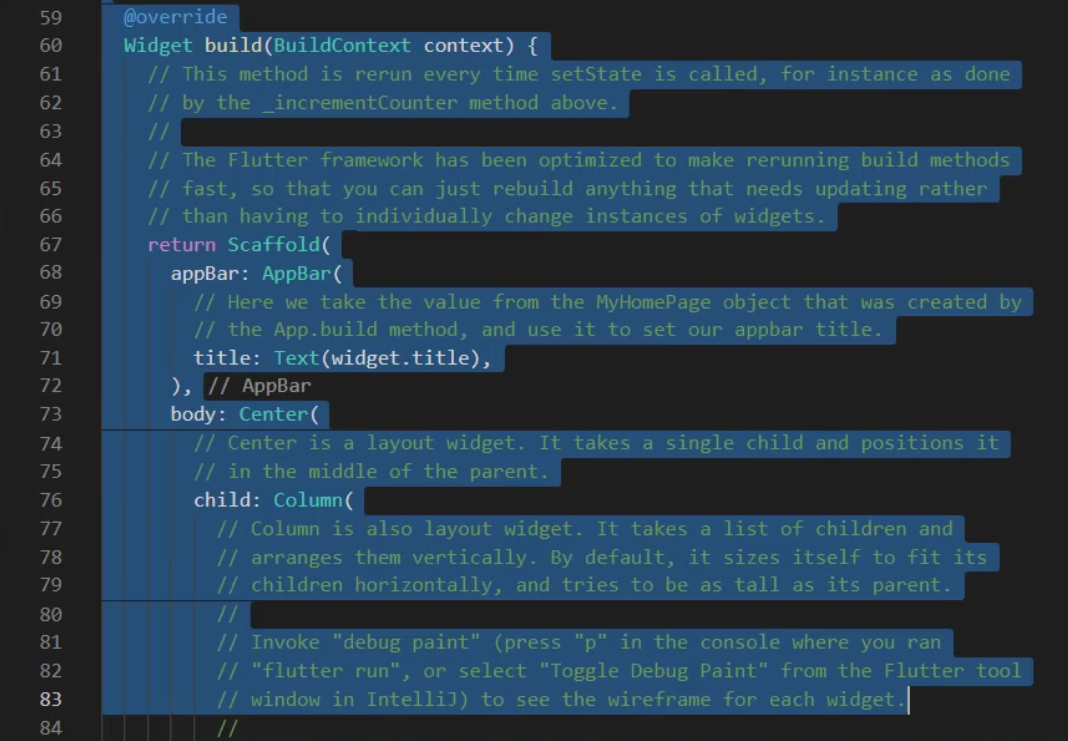 59 @override
60 Widget build(BuildContext context) {
61 // This method is rerun every time setState is called, for instance as done
62 // by the _incrementCounter method above.
63 //
64 // The Flutter framework has been optimized to make rerunning build methods
65 // fast, so that you can just rebuild anything that needs updating rather
66 // than having to individually change instances of widgets.
67 return Scaffold(
68 appBar: AppBar(
69 // Here we take the value from the MyHomePage object that was created by
70 // the App.build method, and use it to set our appbar title.
71 title: Text(widget.title),
72 ), // AppBar
73 body: Center(
74 // Center is a layout widget. It takes a single child and positions it
75 // in the middle of the parent.
76 child: Column(
77 // Column is also layout widget. It takes a list of children and
78 // arranges them vertically. By default, it sizes itself to fit its
79 // children horizontally, and tries to be as tall as its parent.
80 //
81 // Invoke "debug paint" (press "p" in the console where you ran
82 // "flutter run", or select "Toggle Debug Paint" from the Flutter tool
83 // window in IntelliJ) to see the wireframe for each widget.
84 //